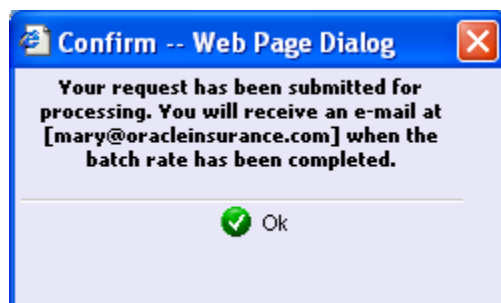 Confirm -- Web Page Dialog
Your request has been submitted for
processing. You will receive an e-mail at
[mary@oracleinsurance.com] when the
batch rate has been completed.
Ok